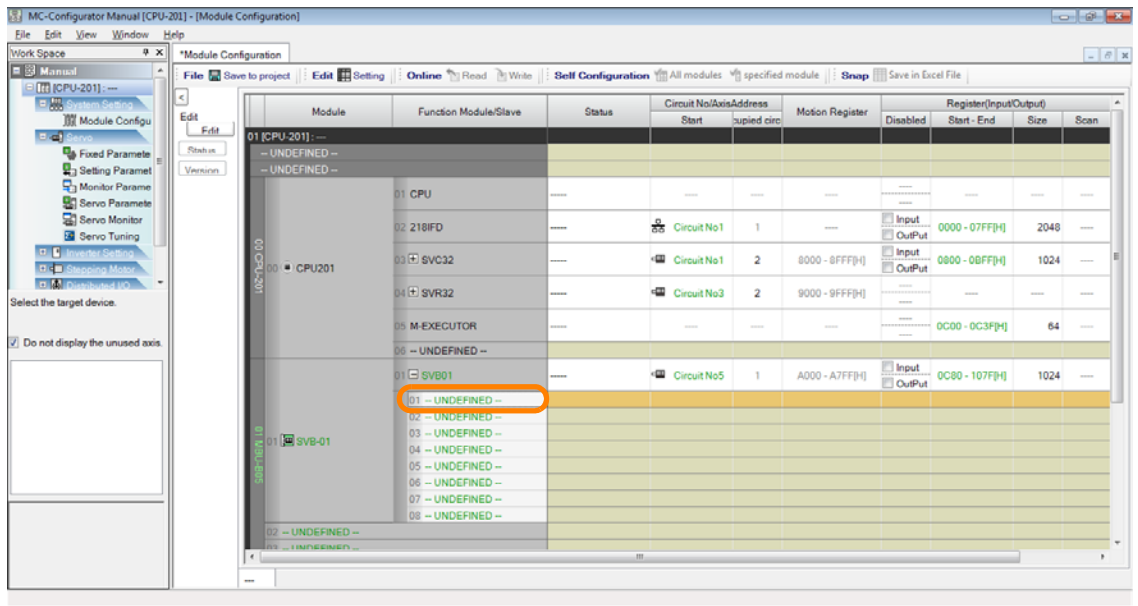 MC-Configurator Manual [CPU-201] - [Module Configuration]
File Edit View Window Help
Work Space
*Module Configuration
Manual
[CPU-201] : ---
System Setting
Module Configu
Servo
Fixed Paramete
Setting Paramet
Monitor Parame
Servo Paramete
Servo Monitor
Servo Tuning
Inverter Setting
Stepping Motor
Distributed I/O
Select the target device.
Do not display the unused axis.
File Save to project Edit Setting Online Read Write Self Configuration All modules specified module Snap Save in Excel File
<
Edit
Edit
Status
Version
Module Function Module/Slave Status Circuit No/AxisAddress Motion Register Register(Input/Output)
Start cupied circ Disabled Start - End Size Scan
01 [CPU-201] : ---
-- UNDEFINED --
-- UNDEFINED --
00 CPU-201
00 CPU201
01 CPU ----- ---- ---- ---- ---- ---- ---- ---- ----
02 218IFD ----- Circuit No1 1 ---- Input OutPut 0000 - 07FF[H] 2048 ----
03 SVC32 ----- Circuit No1 2 8000 - 8FFF[H] Input OutPut 0800 - 0BFF[H] 1024 ----
04 SVR32 ----- Circuit No3 2 9000 - 9FFF[H] ---- ---- ---- ---- ----
05 M-EXECUTOR ----- ---- ---- ---- ---- ---- 0C00 - 0C3F[H] 64 ----
06 -- UNDEFINED --
01 MBU-B05
01 SVB-01
01 SVB01 ----- Circuit No5 1 A000 - A7FF[H] Input OutPut 0C80 - 107F[H] 1024 ----
01 -- UNDEFINED --
02 -- UNDEFINED --
03 -- UNDEFINED --
04 -- UNDEFINED --
05 -- UNDEFINED --
06 -- UNDEFINED --
07 -- UNDEFINED --
08 -- UNDEFINED --
02 -- UNDEFINED --
03 -- UNDEFINED --
---